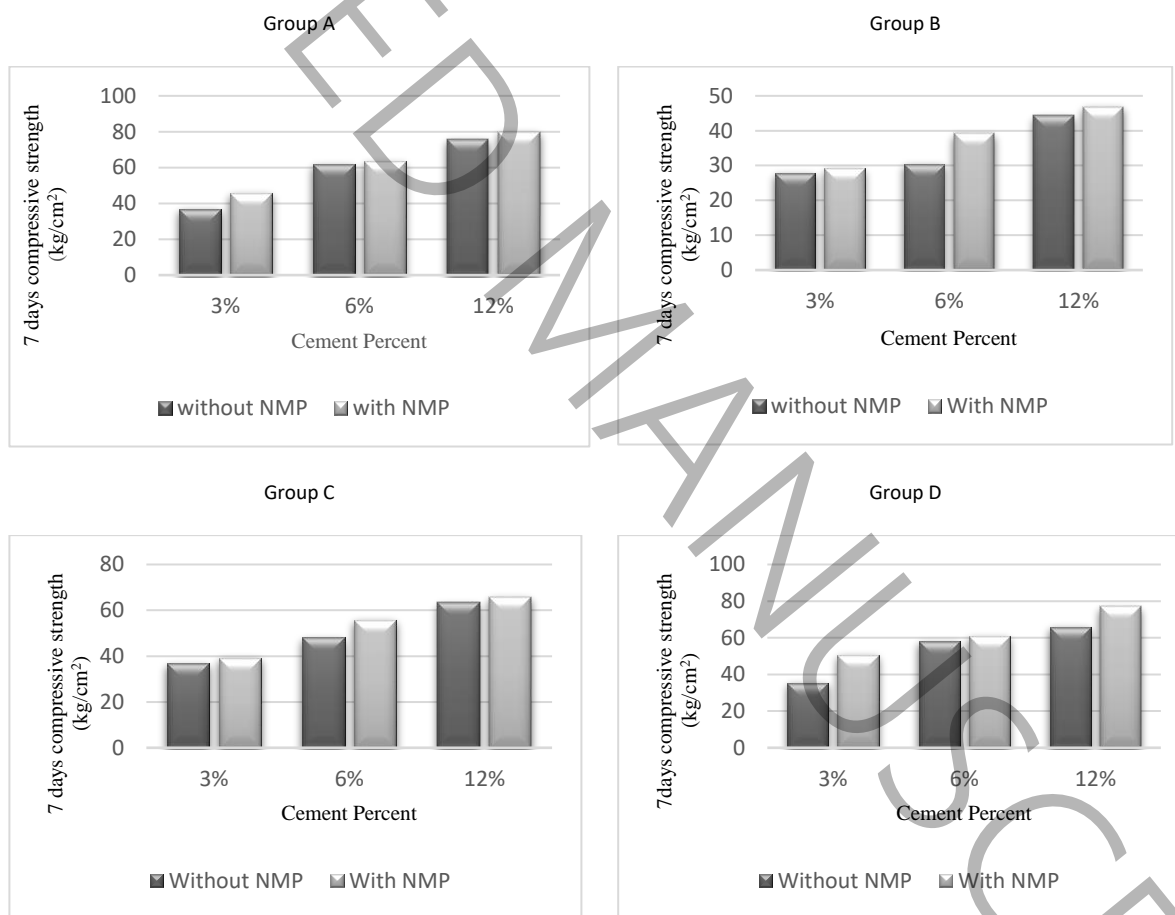 Group A
100
80
60
40
20
0
7 days compressive strength
(kg/cm²)
3% 6% 12%
Cement Percent
without NMP with NMP
Group B
50
40
30
20
10
0
7 days compressive strength
(kg/cm²)
3% 6% 12%
Cement Percent
without NMP With NMP
Group C
80
60
40
20
0
7 days compressive strength
(kg/cm²)
3% 6% 12%
Cement Percent
Without NMP With NMP
Group D
100
80
60
40
20
0
7days compressive strength
(kg/cm²)
3% 6% 12%
Cement Percent
Without NMP With NMP
ED MANUSC